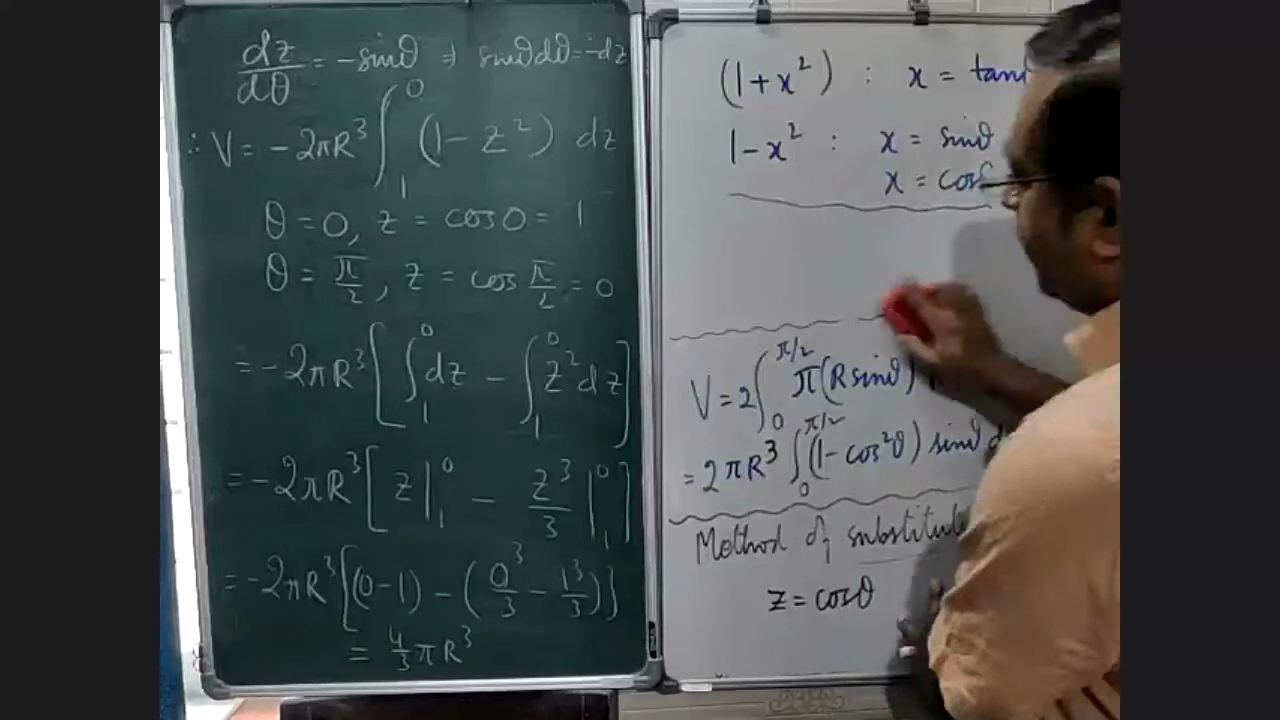 dz/dθ = -sinθ ⇒ sinθdθ = -dz
∴ V = -2πR³ ∫₁⁰ (1 - z²) dz
θ = 0, z = cos0 = 1
θ = π/2, z = cos π/2 = 0
= -2πR³ [ ∫₁⁰ dz - ∫₁⁰ z² dz ]
= -2πR³ [ z|₁⁰ - z³/3|₁⁰ ]
= -2πR³ [(0-1) - (0³/3 - 1³/3)]
= 4/3 πR³
(1+x²) : x = tan
1-x² : x = sinθ
x = cos
V = 2 ∫₀^π/2 π(R sinθ)
= 2πR³ ∫₀^π/2 (1 - cos²θ) sinθ d
Method of
z = cosθ